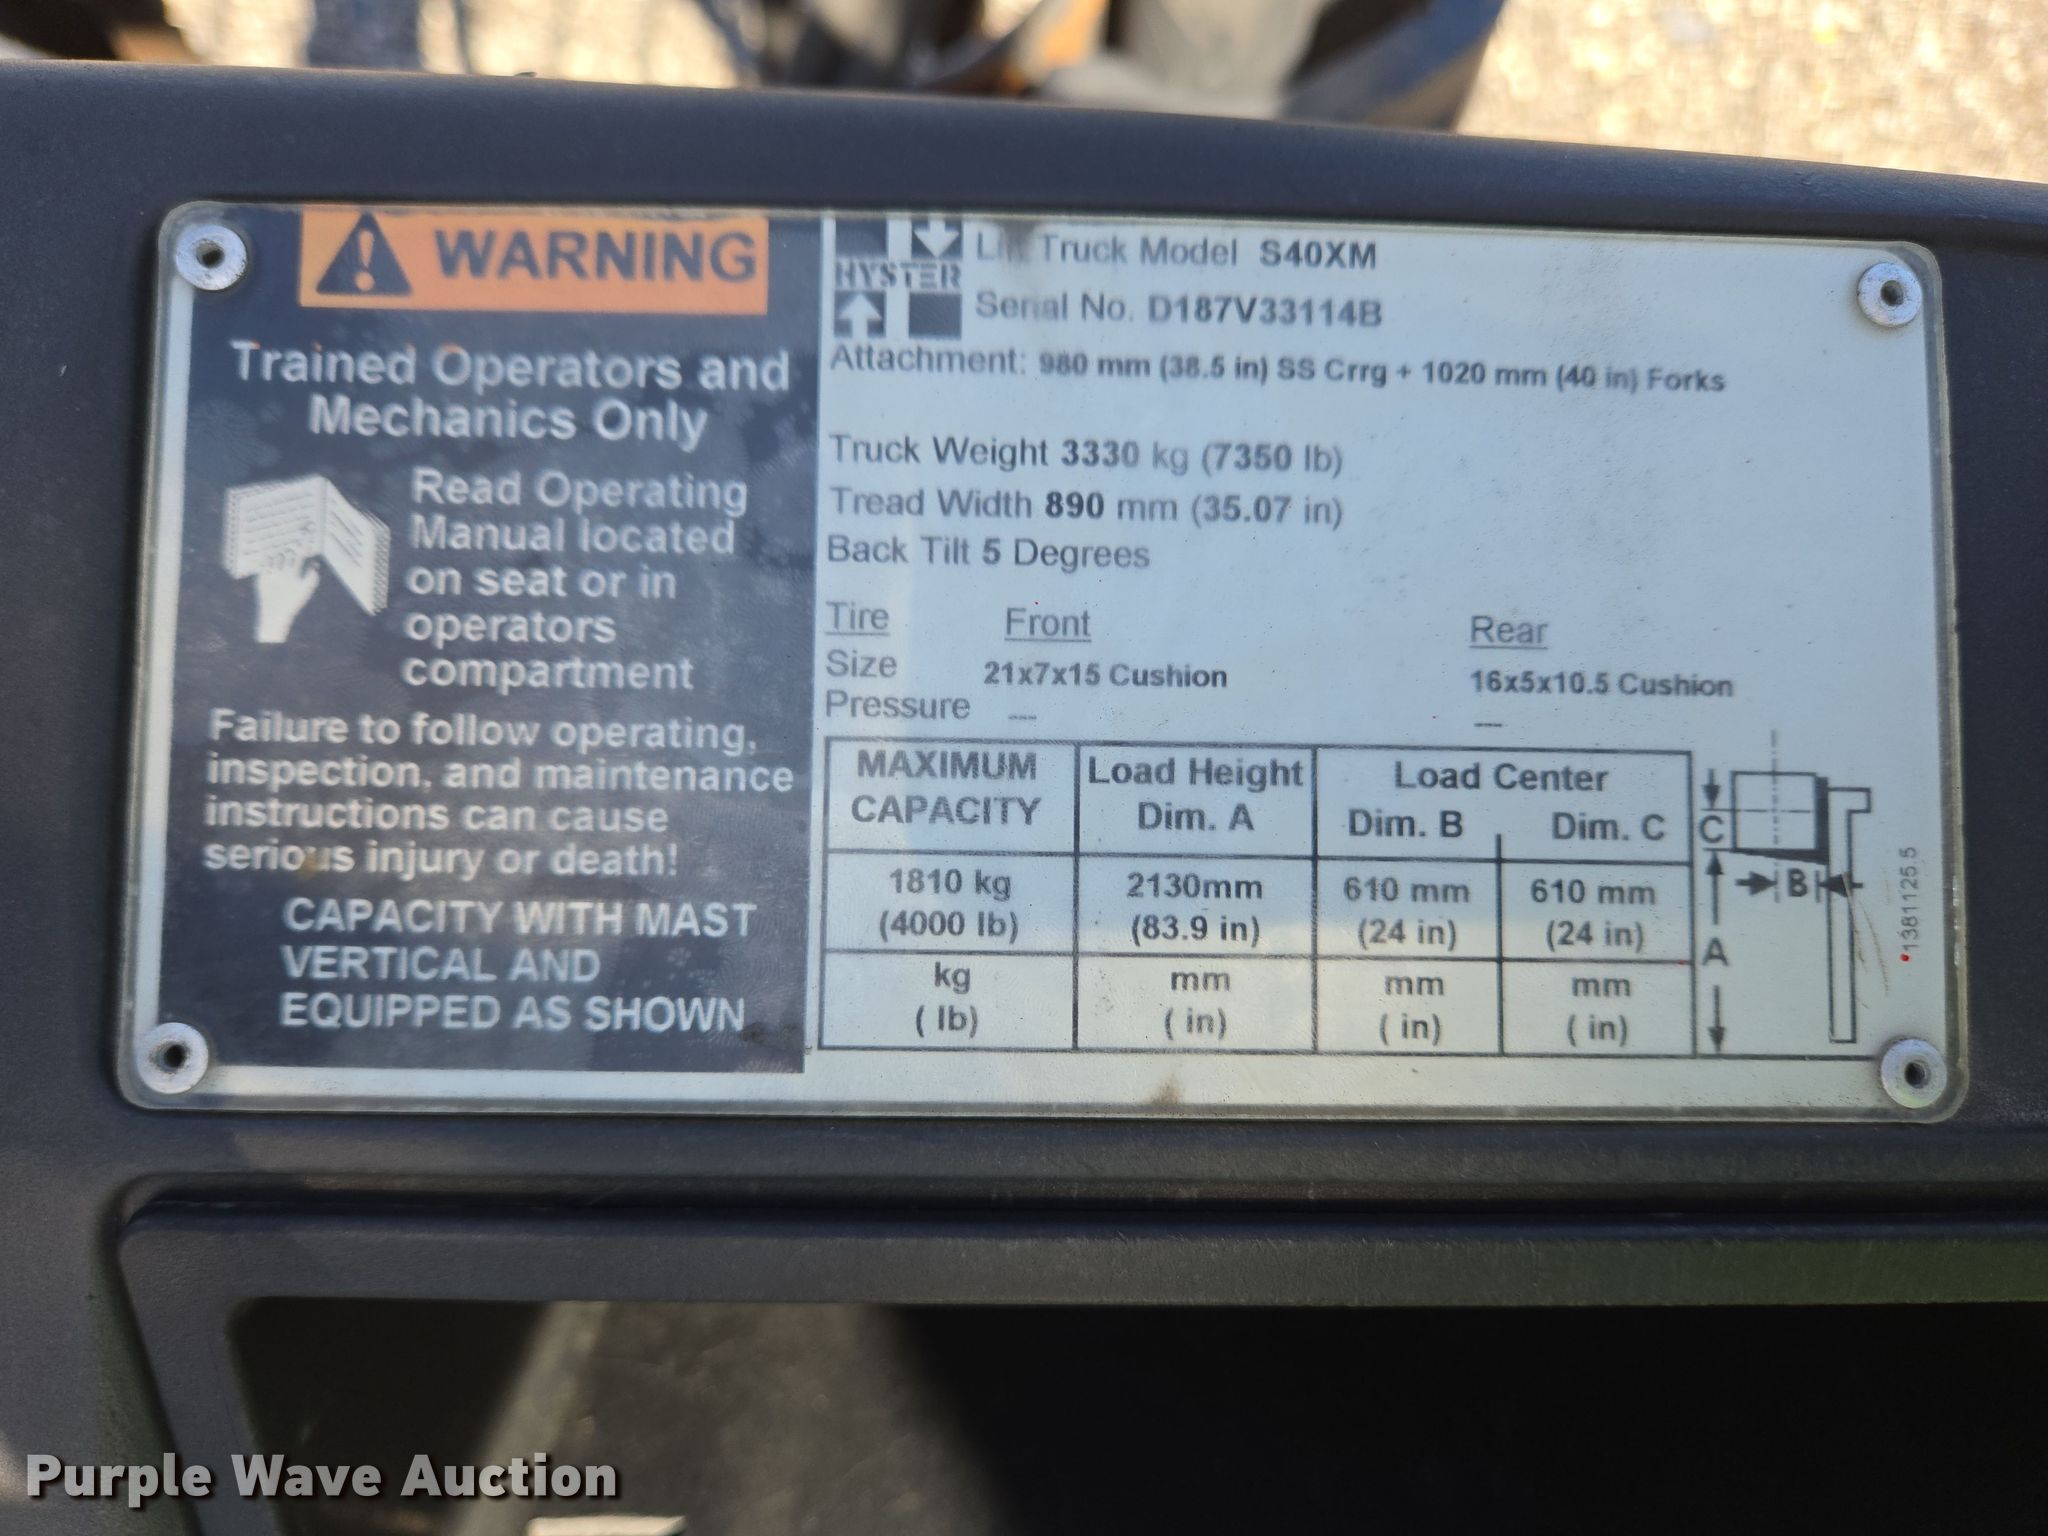 WARNING
Trained Operators and
Mechanics Only
Read Operating
Manual located
on seat or in
operators
compartment
Failure to follow operating,
inspection, and maintenance
instructions can cause
serious injury or death!
CAPACITY WITH MAST
VERTICAL AND
EQUIPPED AS SHOWN
HYSTER
Lift Truck Model S40XM
Serial No. D187V33114B
Attachment: 980 mm (38.5 in) SS Crrg + 1020 mm (40 in) Forks
Truck Weight 3330 kg (7350 lb)
Tread Width 890 mm (35.07 in)
Back Tilt 5 Degrees
Tire Front Rear
Size 21x7x15 Cushion 16x5x10.5 Cushion
Pressure — —
MAXIMUM CAPACITY Load Height Dim. A Load Center Dim. B Dim. C
1810 kg 2130mm 610 mm 610 mm
(4000 lb) (83.9 in) (24 in) (24 in)
kg mm mm mm
( lb) ( in) ( in) ( in)
C
B
A
*1381125.5
Purple Wave Auction